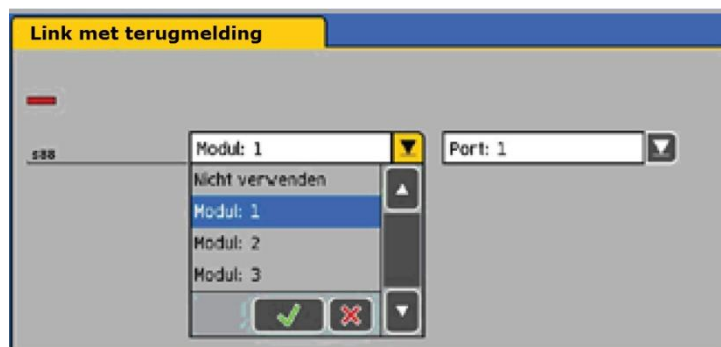 Link met terugmelding
s88
Modul: 1
Port: 1
Nicht verwenden
Modul: 1
Modul: 2
Modul: 3